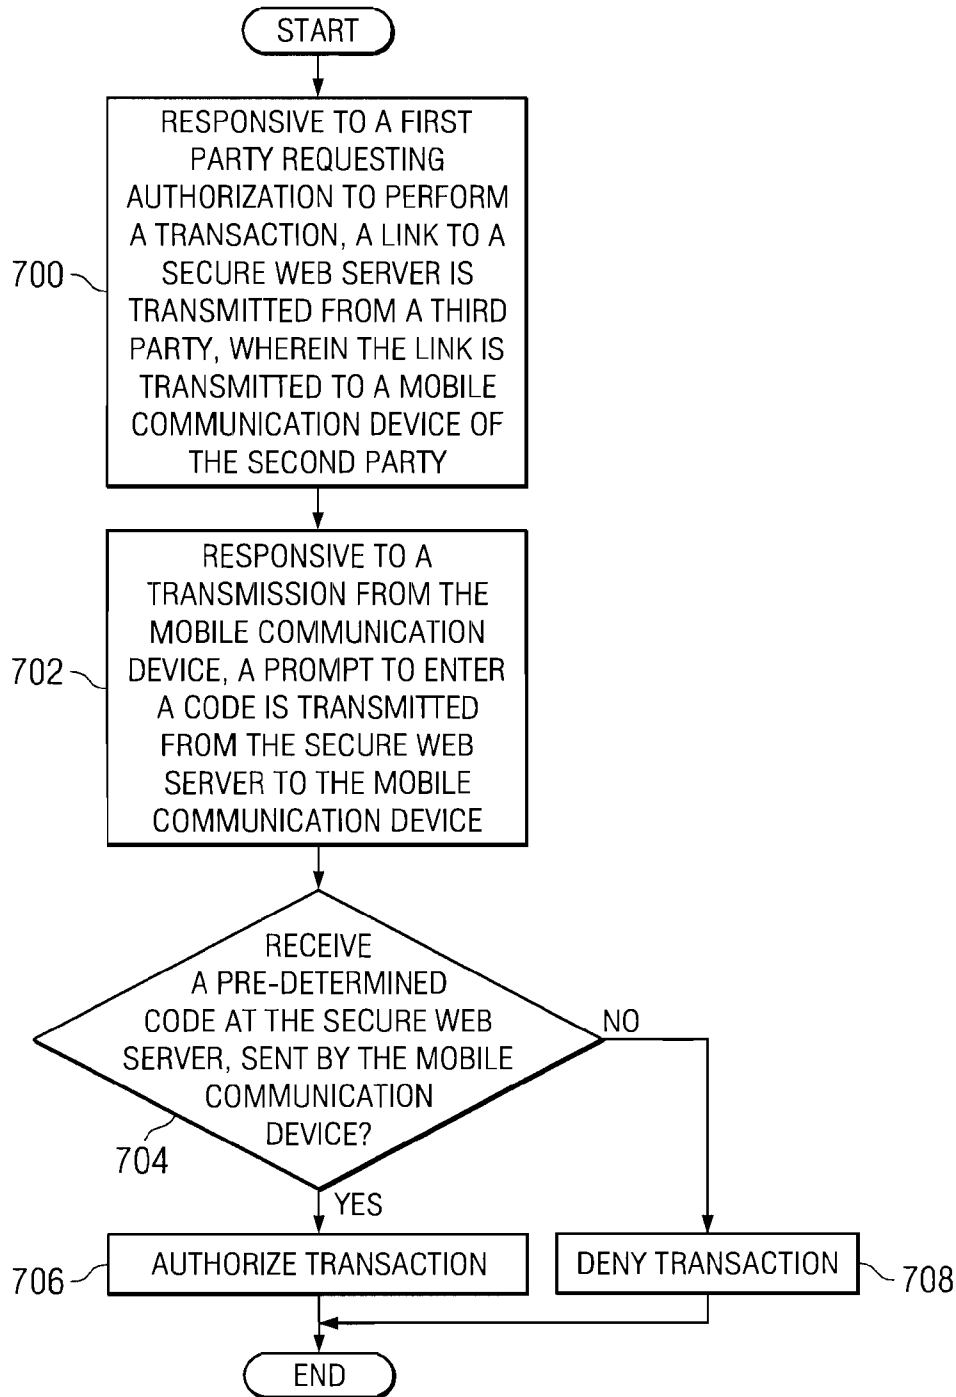 START
RESPONSIVE TO A FIRST
PARTY REQUESTING
AUTHORIZATION TO PERFORM
A TRANSACTION, A LINK TO A
SECURE WEB SERVER IS
TRANSMITTED FROM A THIRD
PARTY, WHEREIN THE LINK IS
TRANSMITTED TO A MOBILE
COMMUNICATION DEVICE OF
THE SECOND PARTY
700
RESPONSIVE TO A
TRANSMISSION FROM THE
MOBILE COMMUNICATION
DEVICE, A PROMPT TO ENTER
A CODE IS TRANSMITTED
FROM THE SECURE WEB
SERVER TO THE MOBILE
COMMUNICATION DEVICE
702
RECEIVE
A PRE-DETERMINED
CODE AT THE SECURE WEB
SERVER, SENT BY THE MOBILE
COMMUNICATION
DEVICE?
704
NO
YES
706
AUTHORIZE TRANSACTION
DENY TRANSACTION
708
END